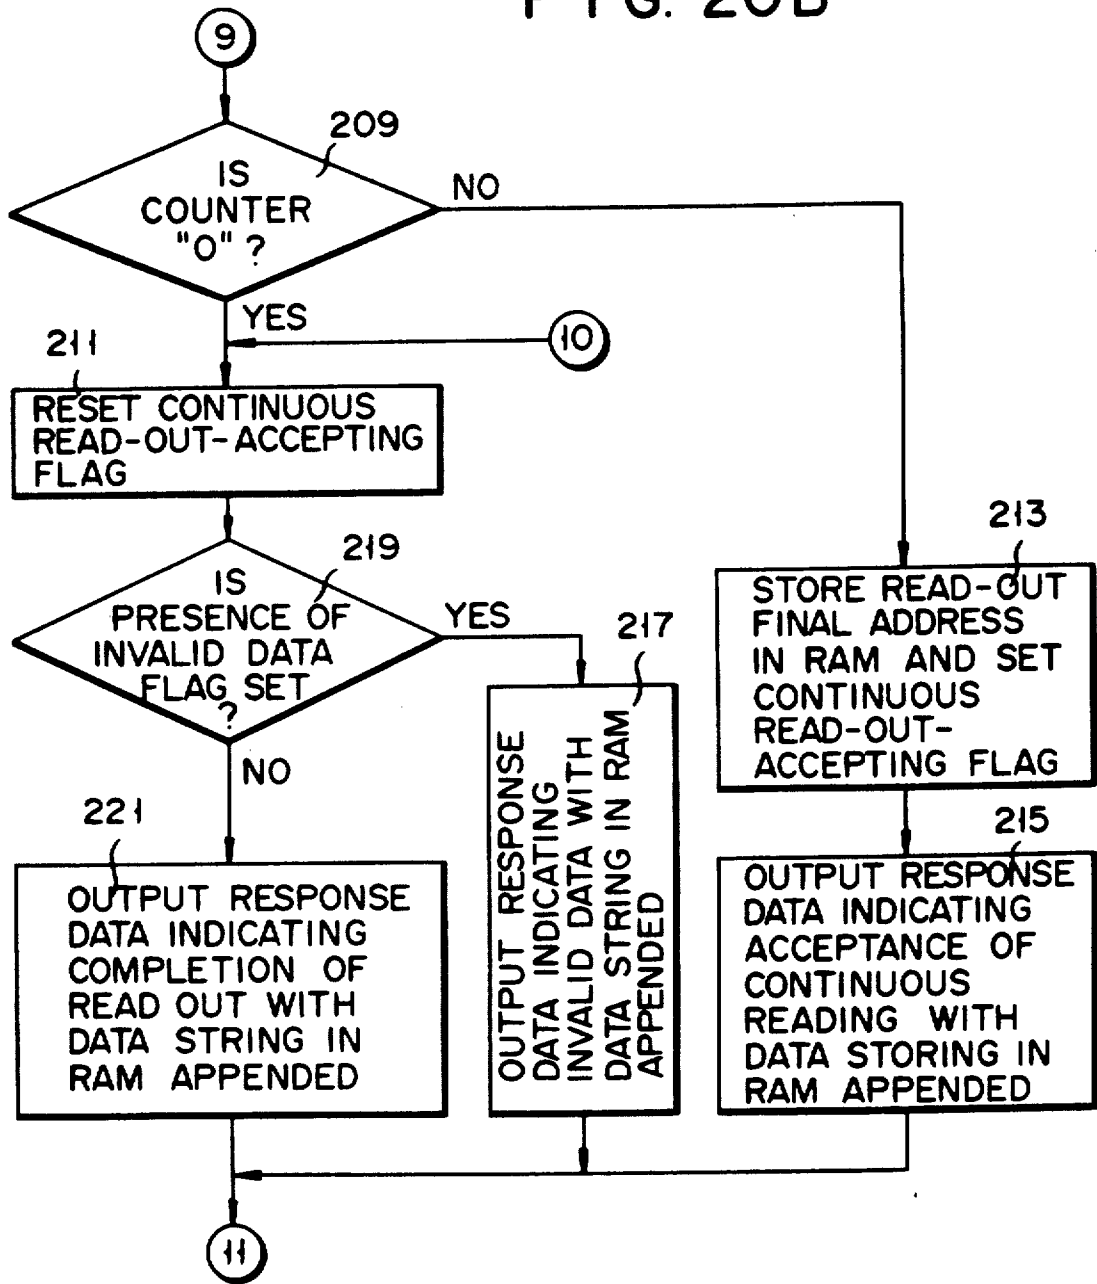 FIG. 20B
9
209
IS
COUNTER
"0" ?
NO
YES
10
211
RESET CONTINUOUS
READ-OUT-ACCEPTING
FLAG
219
IS
PRESENCE OF
INVALID DATA
FLAG SET
?
YES
NO
217
OUTPUT RESPONSE
DATA INDICATING
INVALID DATA WITH
DATA STRING IN RAM
APPENDED
213
STORE READ-OUT
FINAL ADDRESS
IN RAM AND SET
CONTINUOUS
READ-OUT-
ACCEPTING FLAG
221
OUTPUT RESPONSE
DATA INDICATING
COMPLETION OF
READ OUT WITH
DATA STRING IN
RAM APPENDED
215
OUTPUT RESPONSE
DATA INDICATING
ACCEPTANCE OF
CONTINUOUS
READING WITH
DATA STORING IN
RAM APPENDED
11